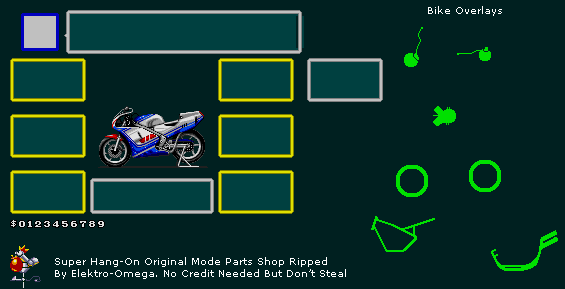 Bike Overlays
$0123456789
Super Hang-On Original Mode Parts Shop Ripped
By Elektro-Omega. No Credit Needed But Don't Steal